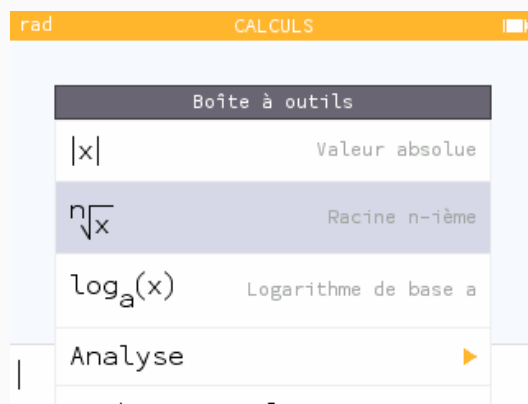 rad CALCULS
Boîte à outils
|x| Valeur absolue
ⁿ√x Racine n-ième
logₐ(x) Logarithme de base a
Analyse